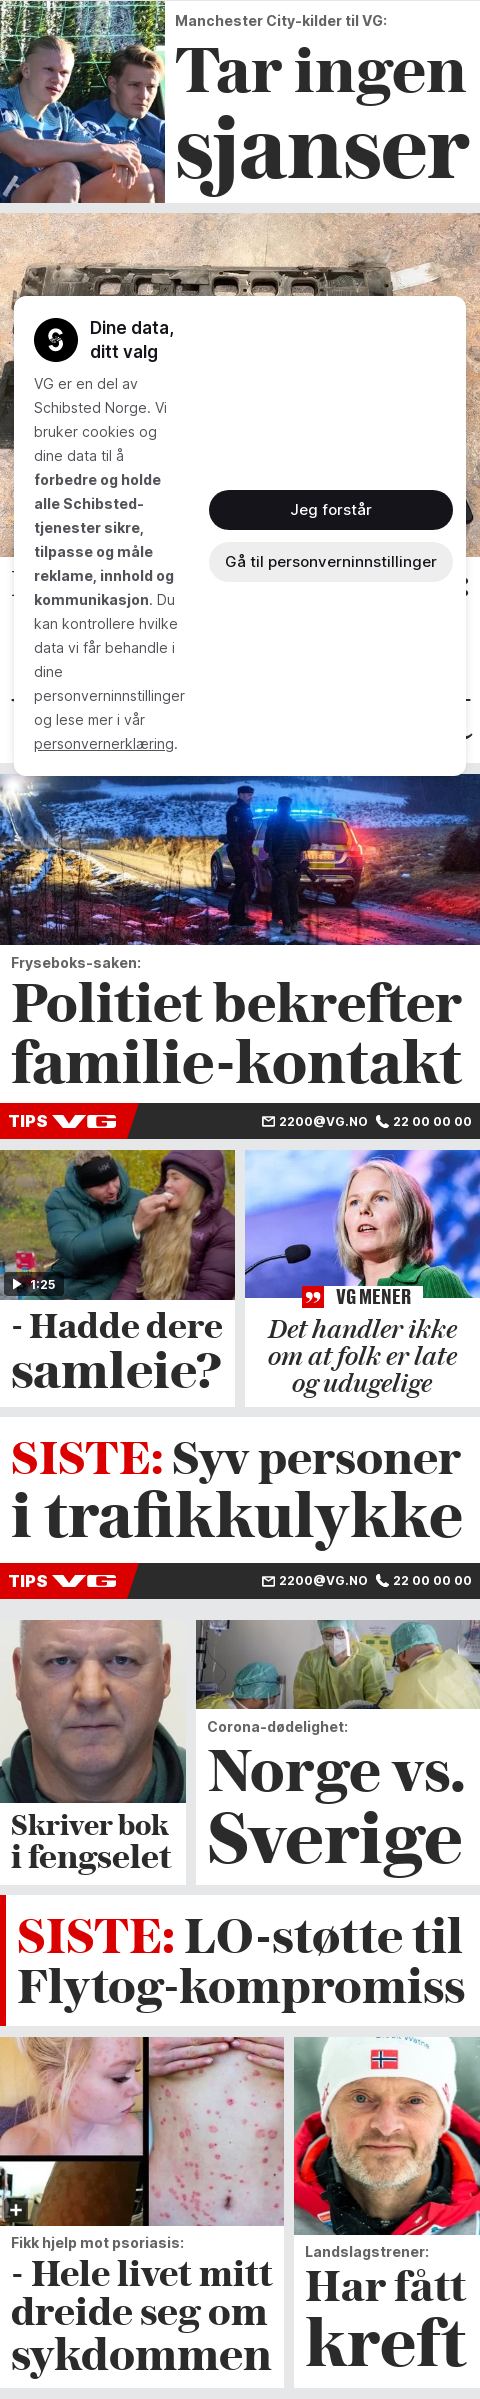 Manchester City-kilder til VG:
Tar ingen
sjanser
Dine data,
ditt valg
VG er en del av
Schibsted Norge. Vi
bruker cookies og
dine data til å
forbedre og holde
alle Schibsted-
tjenester sikre,
tilpasse og måle
reklame, innhold og
kommunikasjon. Du
kan kontrollere hvilke
data vi får behandle i
dine
personverninnstillinger
og lese mer i vår
personvernerklæring.
Jeg forstår
Gå til personverninnstillinger
Fryseboks-saken:
Politiet bekrefter
familie-kontakt
TIPS VG 2200@VG.NO 22 00 00 00
1:25
- Hadde dere
samleie?
VG MENER
Det handler ikke
om at folk er late
og udugelige
SISTE: Syv personer
i trafikkulykke
TIPS VG 2200@VG.NO 22 00 00 00
Skriver bok
i fengselet
Corona-dødelighet:
Norge vs.
Sverige
SISTE: LO-støtte til
Flytog-kompromiss
Fikk hjelp mot psoriasis:
- Hele livet mitt
dreide seg om
sykdommen
Landslagstrener:
Har fått
kreft